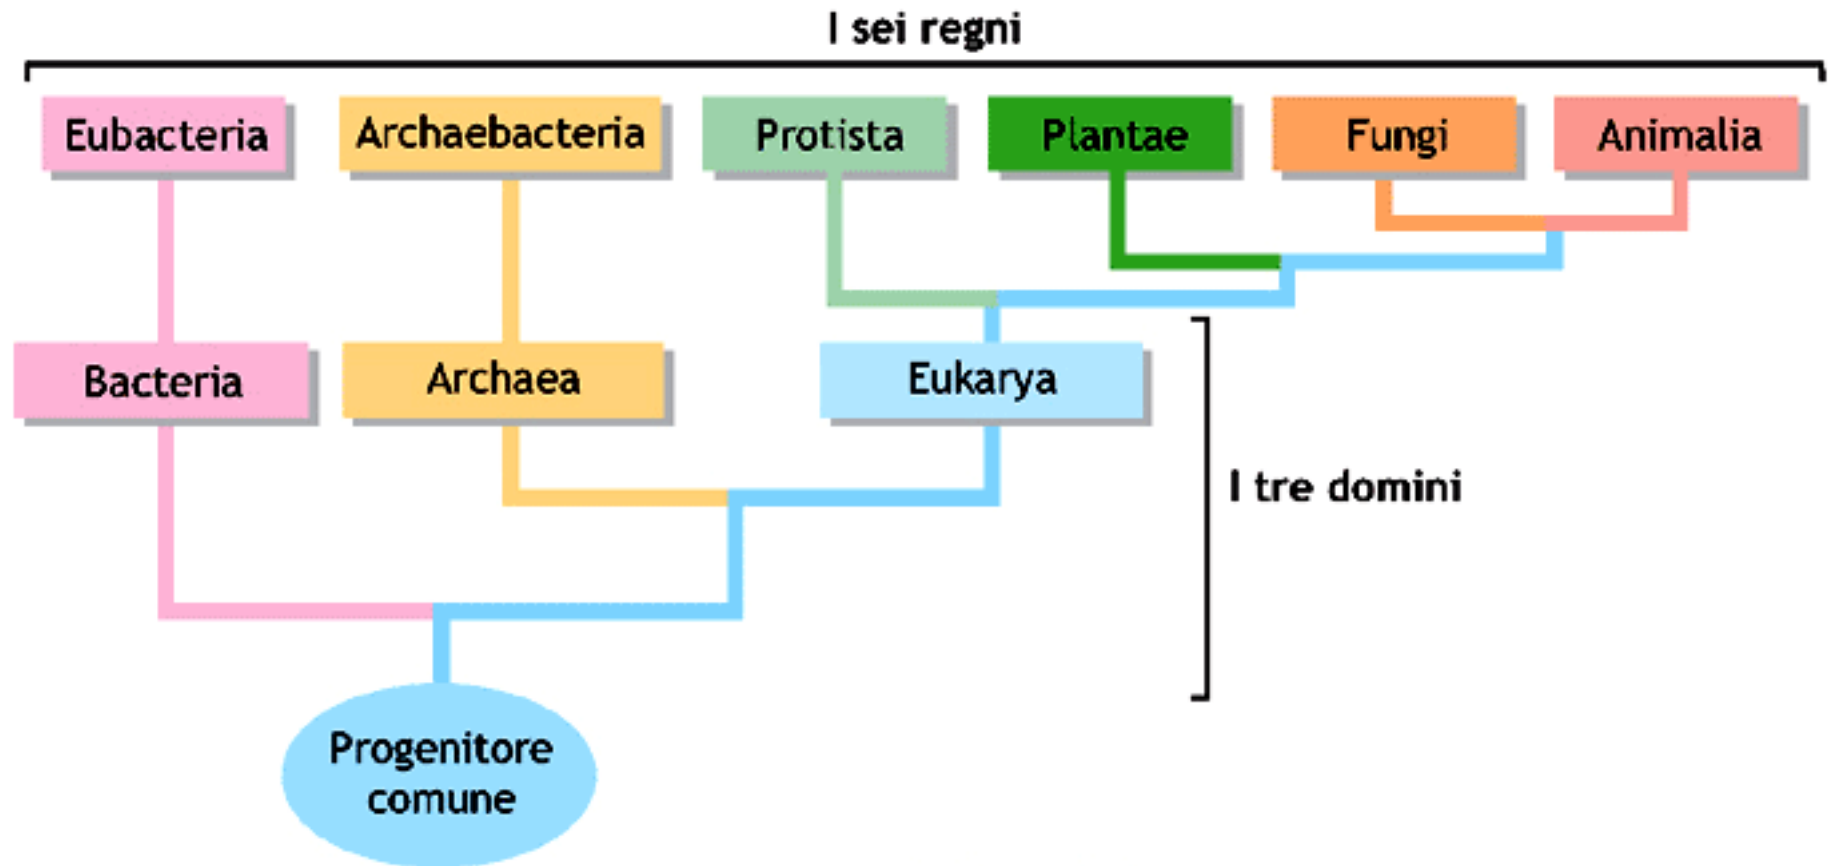 I sei regni
Eubacteria
Archaebacteria
Protista
Plantae
Fungi
Animalia
Bacteria
Archaea
Eukarya
I tre domini
Progenitore
comune